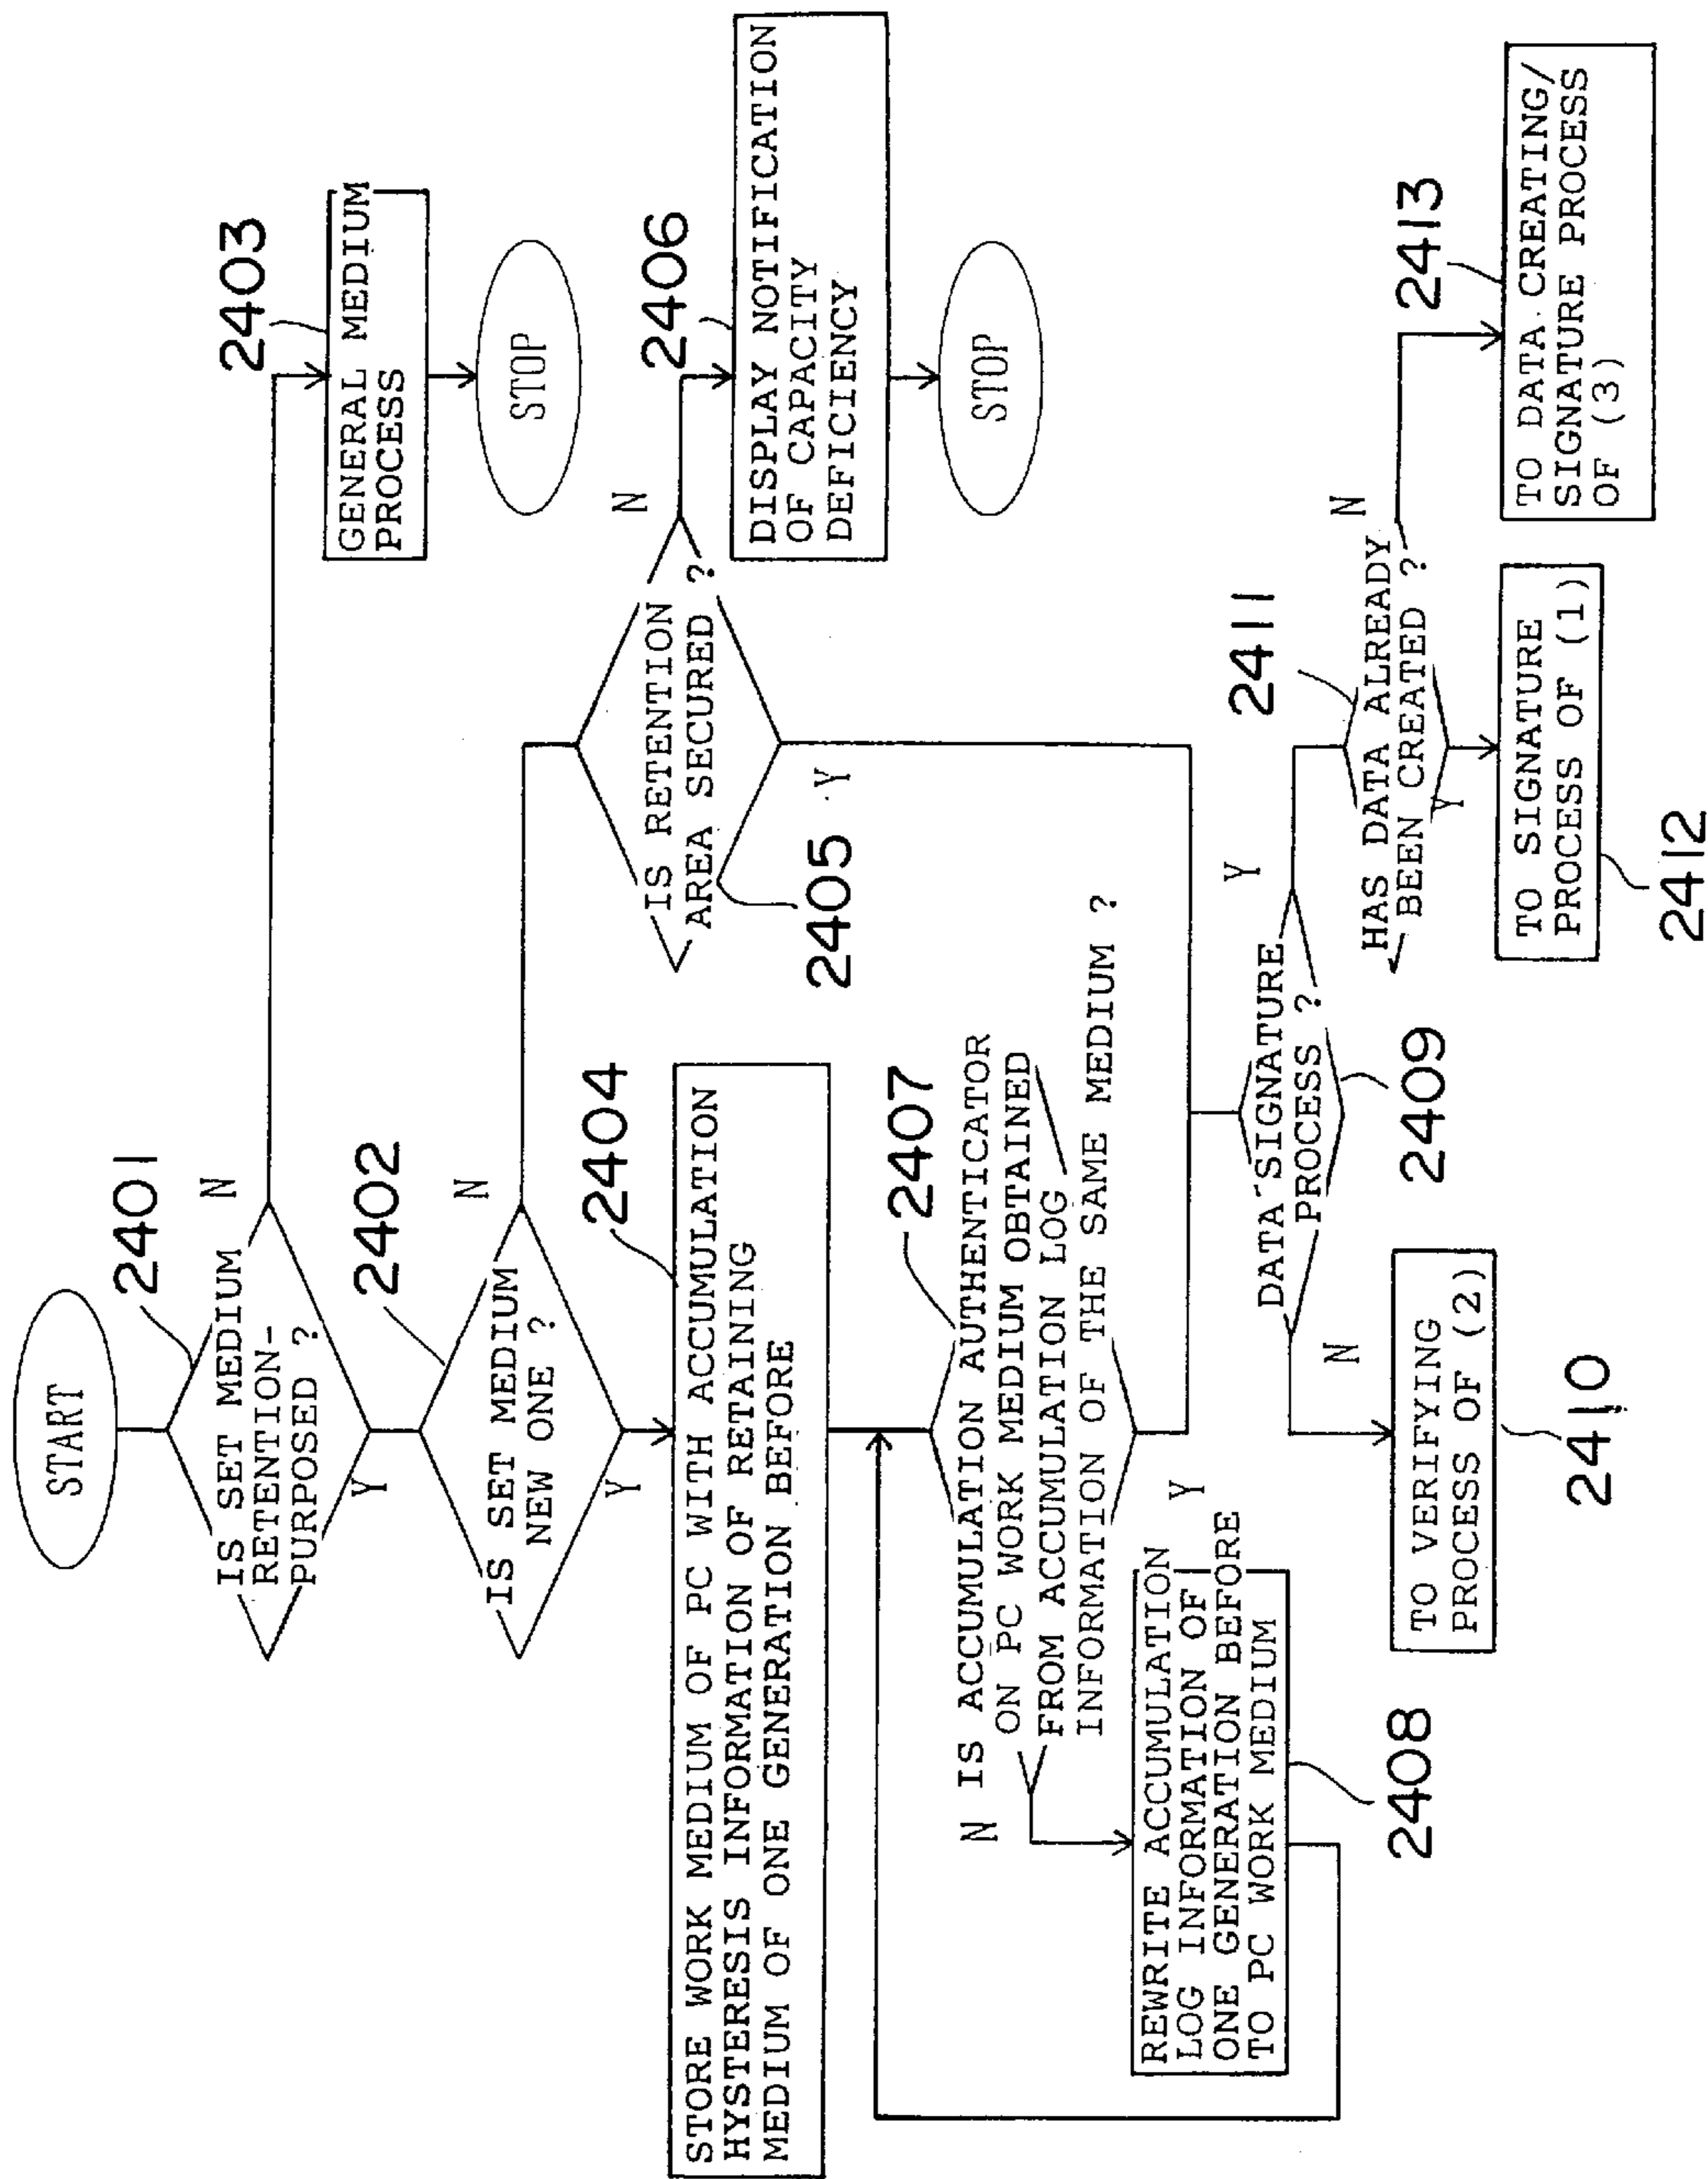 START
2401
IS SET MEDIUM
RETENTION-
PURPOSED ?
N
Y
2403
GENERAL MEDIUM
PROCESS
STOP
2402
IS SET MEDIUM
NEW ONE ?
N
Y
2404
STORE WORK MEDIUM OF PC WITH ACCUMULATION
HYSTERESIS INFORMATION OF RETAINING
MEDIUM OF ONE GENERATION BEFORE
IS RETENTION
AREA SECURED ?
2405
N
Y
2406
DISPLAY NOTIFICATION
OF CAPACITY
DEFICIENCY
STOP
2407
N
IS ACCUMULATION AUTHENTICATOR
ON PC WORK MEDIUM OBTAINED
FROM ACCUMULATION LOG
INFORMATION OF THE SAME MEDIUM ?
Y
REWRITE ACCUMULATION
LOG INFORMATION OF
ONE GENERATION BEFORE
TO PC WORK MEDIUM
2408
DATA SIGNATURE
PROCESS ?
2409
N
Y
TO VERIFYING
PROCESS OF (2)
2410
2411
HAS DATA ALREADY
BEEN CREATED ?
N
Y
TO SIGNATURE
PROCESS OF (1)
2412
2413
TO DATA CREATING/
SIGNATURE PROCESS
OF (3)